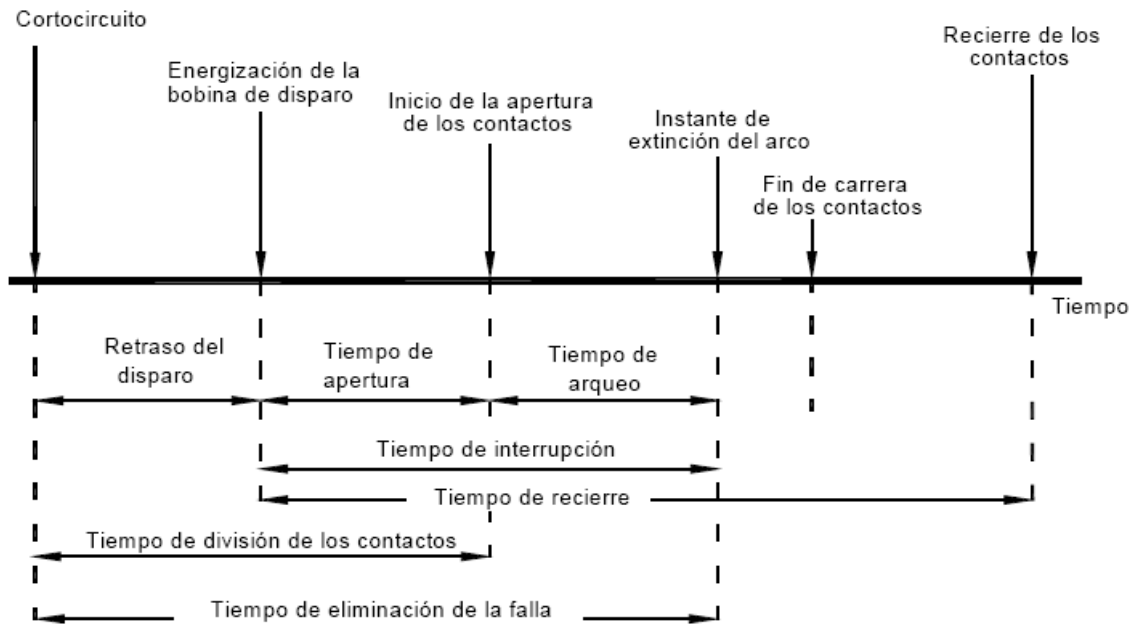 Cortocircuito
Energización de la
bobina de disparo
Inicio de la apertura
de los contactos
Instante de
extinción del arco
Fin de carrera
de los contactos
Recierre de los
contactos
Tiempo
Retraso del
disparo
Tiempo de
apertura
Tiempo de
arqueo
Tiempo de interrupción
Tiempo de recierre
Tiempo de división de los contactos
Tiempo de eliminación de la falla